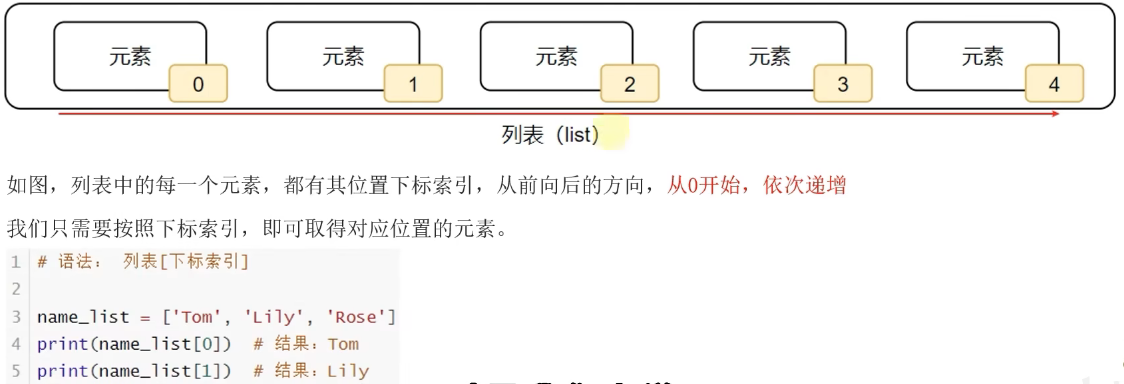 元素 元素 元素 元素 元素
0 1 2 3 4
列表（list）
如图，列表中的每一个元素，都有其位置下标索引，从前向后的方向，从0开始，依次递增
我们只需要按照下标索引，即可取得对应位置的元素。
1 # 语法： 列表[下标索引]
2
3 name_list = ['Tom', 'Lily', 'Rose']
4 print(name_list[0]) # 结果：Tom
5 print(name_list[1]) # 结果：Lily